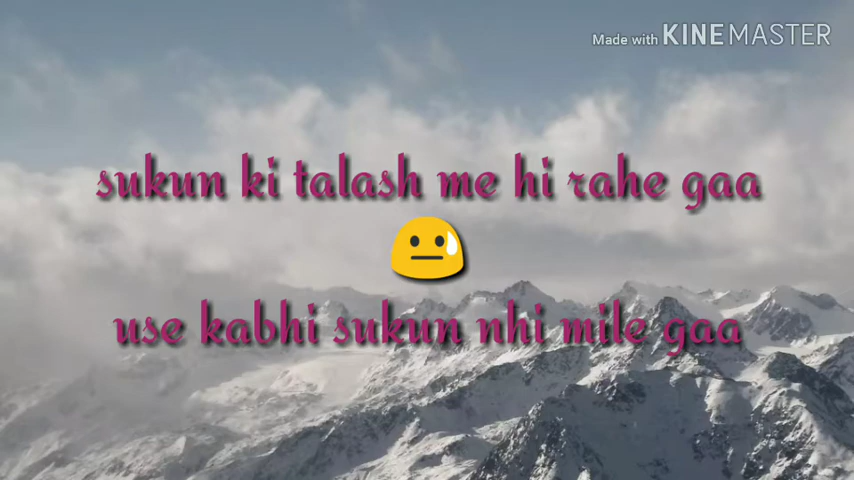 Made with KINEMASTER
sukun ki talash me hi rahe gaa
use kabhi sukun nhi mile gaa